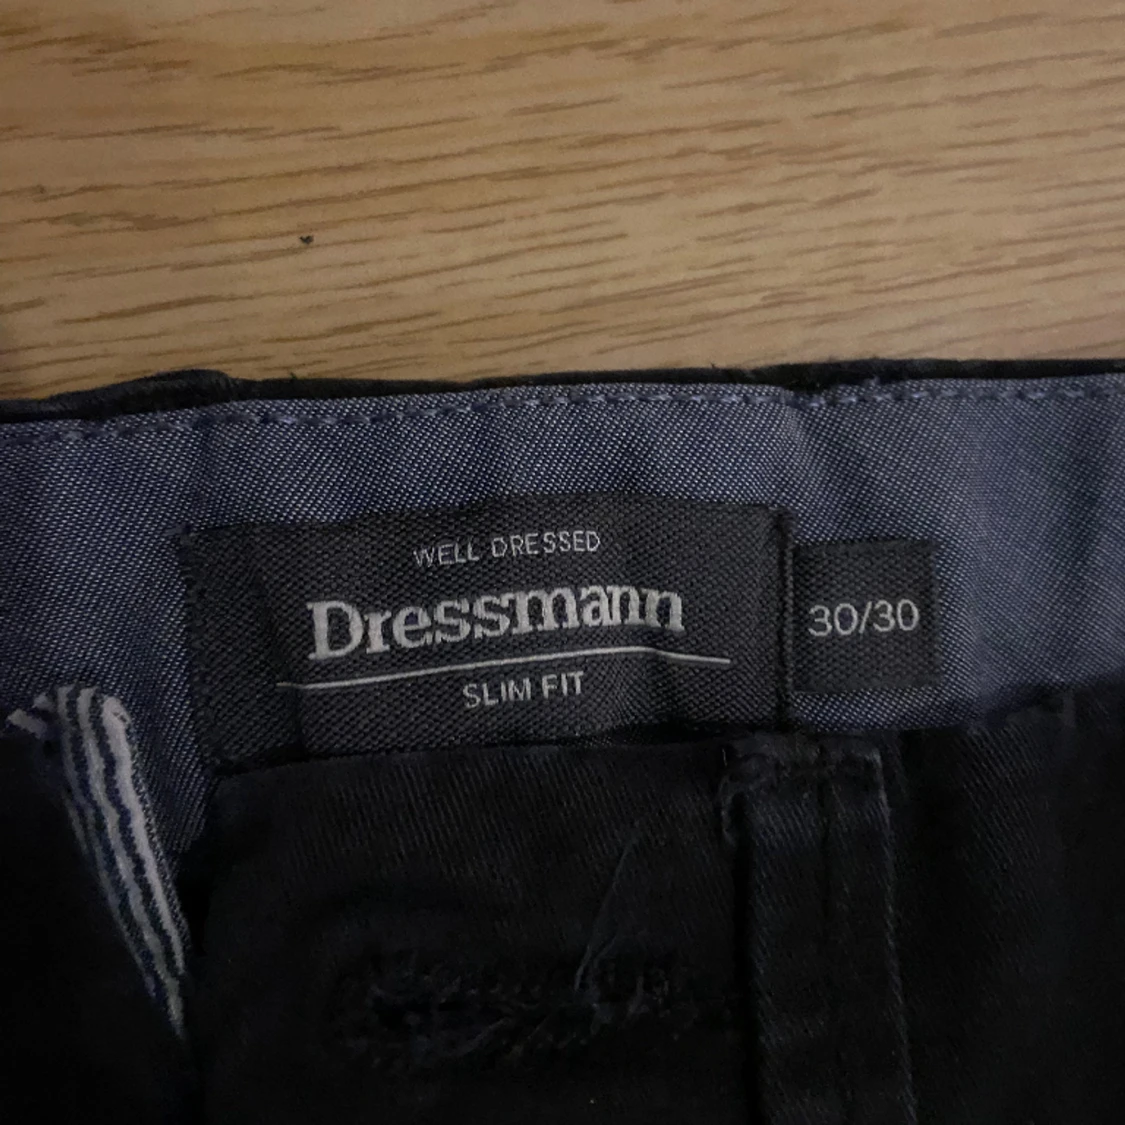 WELL DRESSED
Dressmann
SLIM FIT
30/30